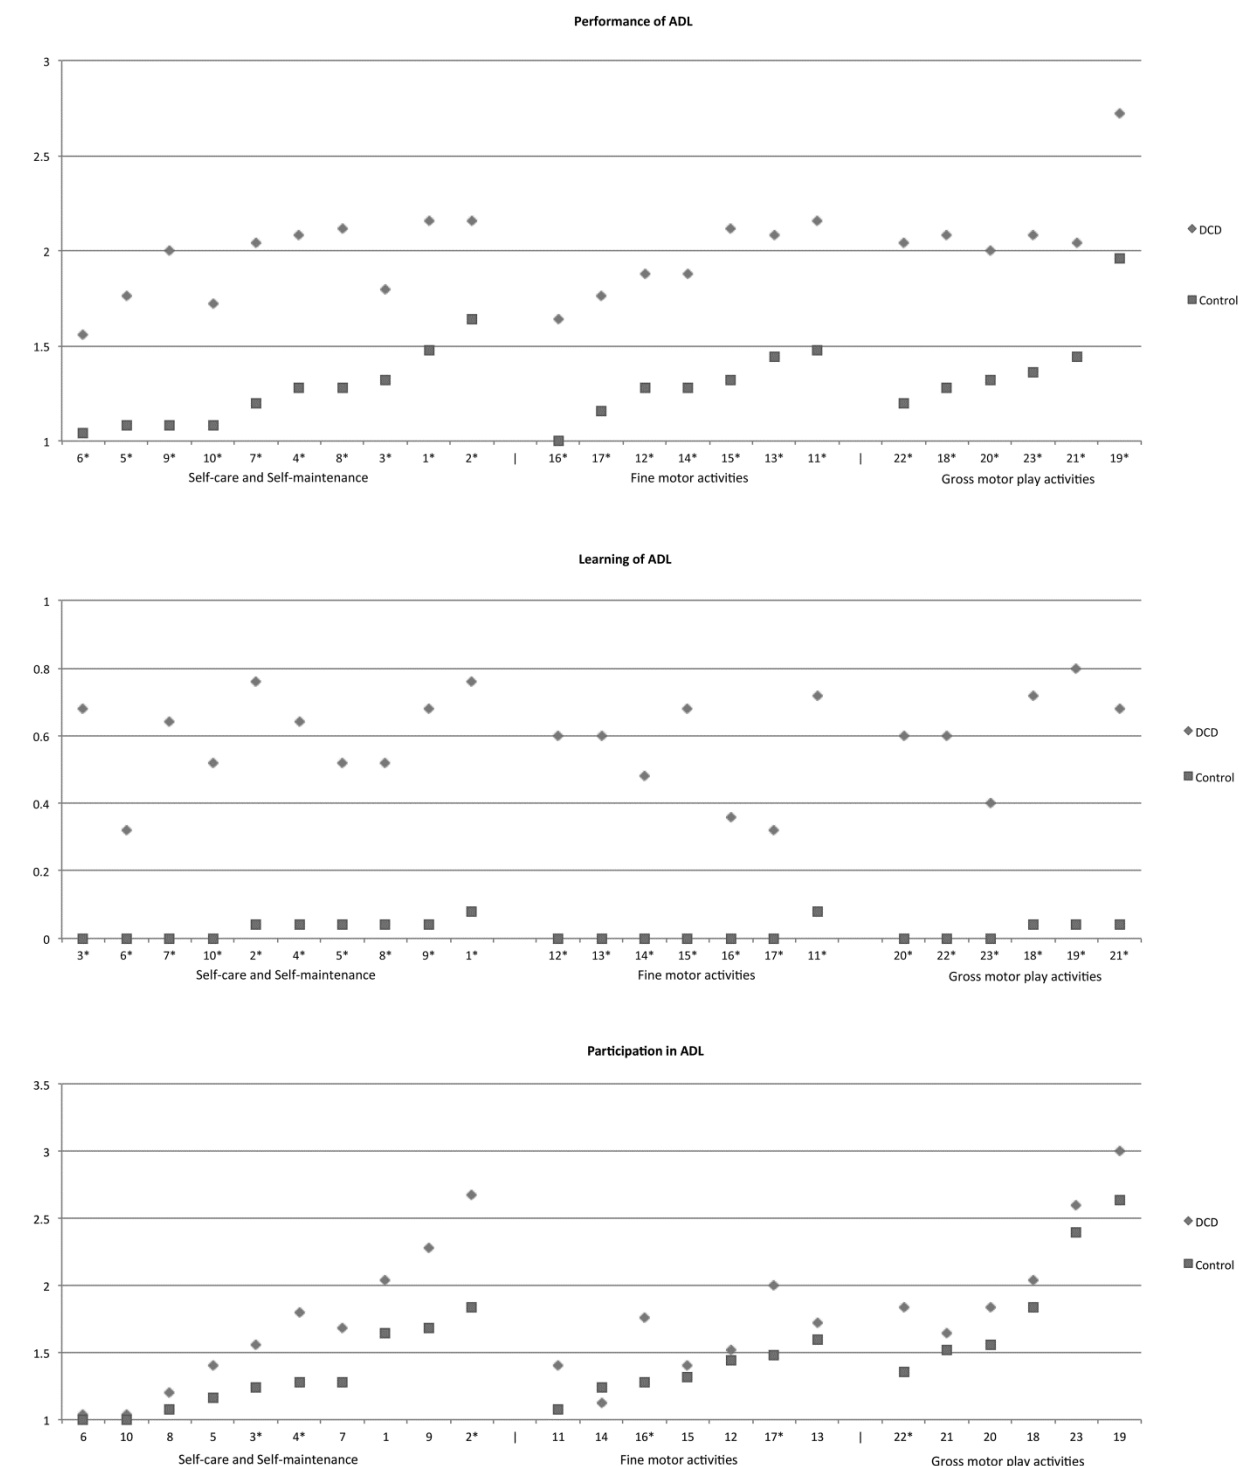 Performance of ADL
3
2.5
2
1.5
1
DCD
Control
6* 5* 9* 10* 7* 4* 8* 3* 1* 2* | 16* 17* 12* 14* 15* 13* 11* | 22* 18* 20* 23* 21* 19*
Self-care and Self-maintenance Fine motor activities Gross motor play activities
Learning of ADL
1
0.8
0.6
0.4
0.2
0
DCD
Control
3* 6* 7* 10* 2* 4* 5* 8* 9* 1* 12* 13* 14* 15* 16* 17* 11* 20* 22* 23* 18* 19* 21*
Self-care and Self-maintenance Fine motor activities Gross motor play activities
Participation in ADL
3.5
3
2.5
2
1.5
1
DCD
Control
6 10 8 5 3* 4* 7 1 9 2* | 11 14 16* 15 12 17* 13 | 22* 21 20 18 23 19
Self-care and Self-maintenance Fine motor activities Gross motor play activities